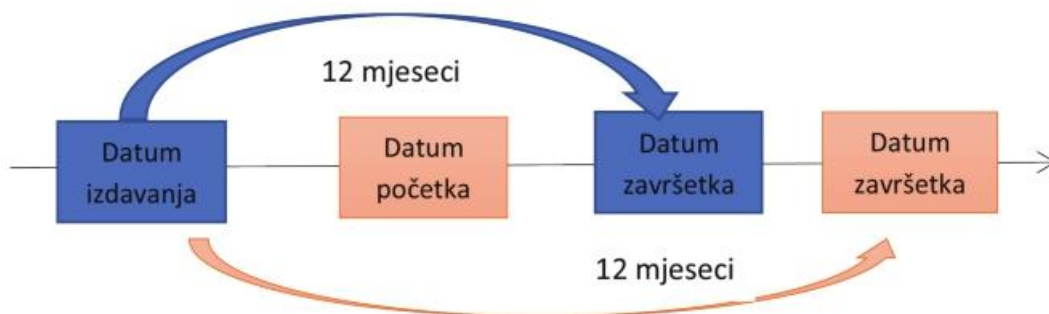 12 mjeseci
Datum
izdavanja
Datum
početka
Datum
završetka
Datum
završetka
12 mjeseci